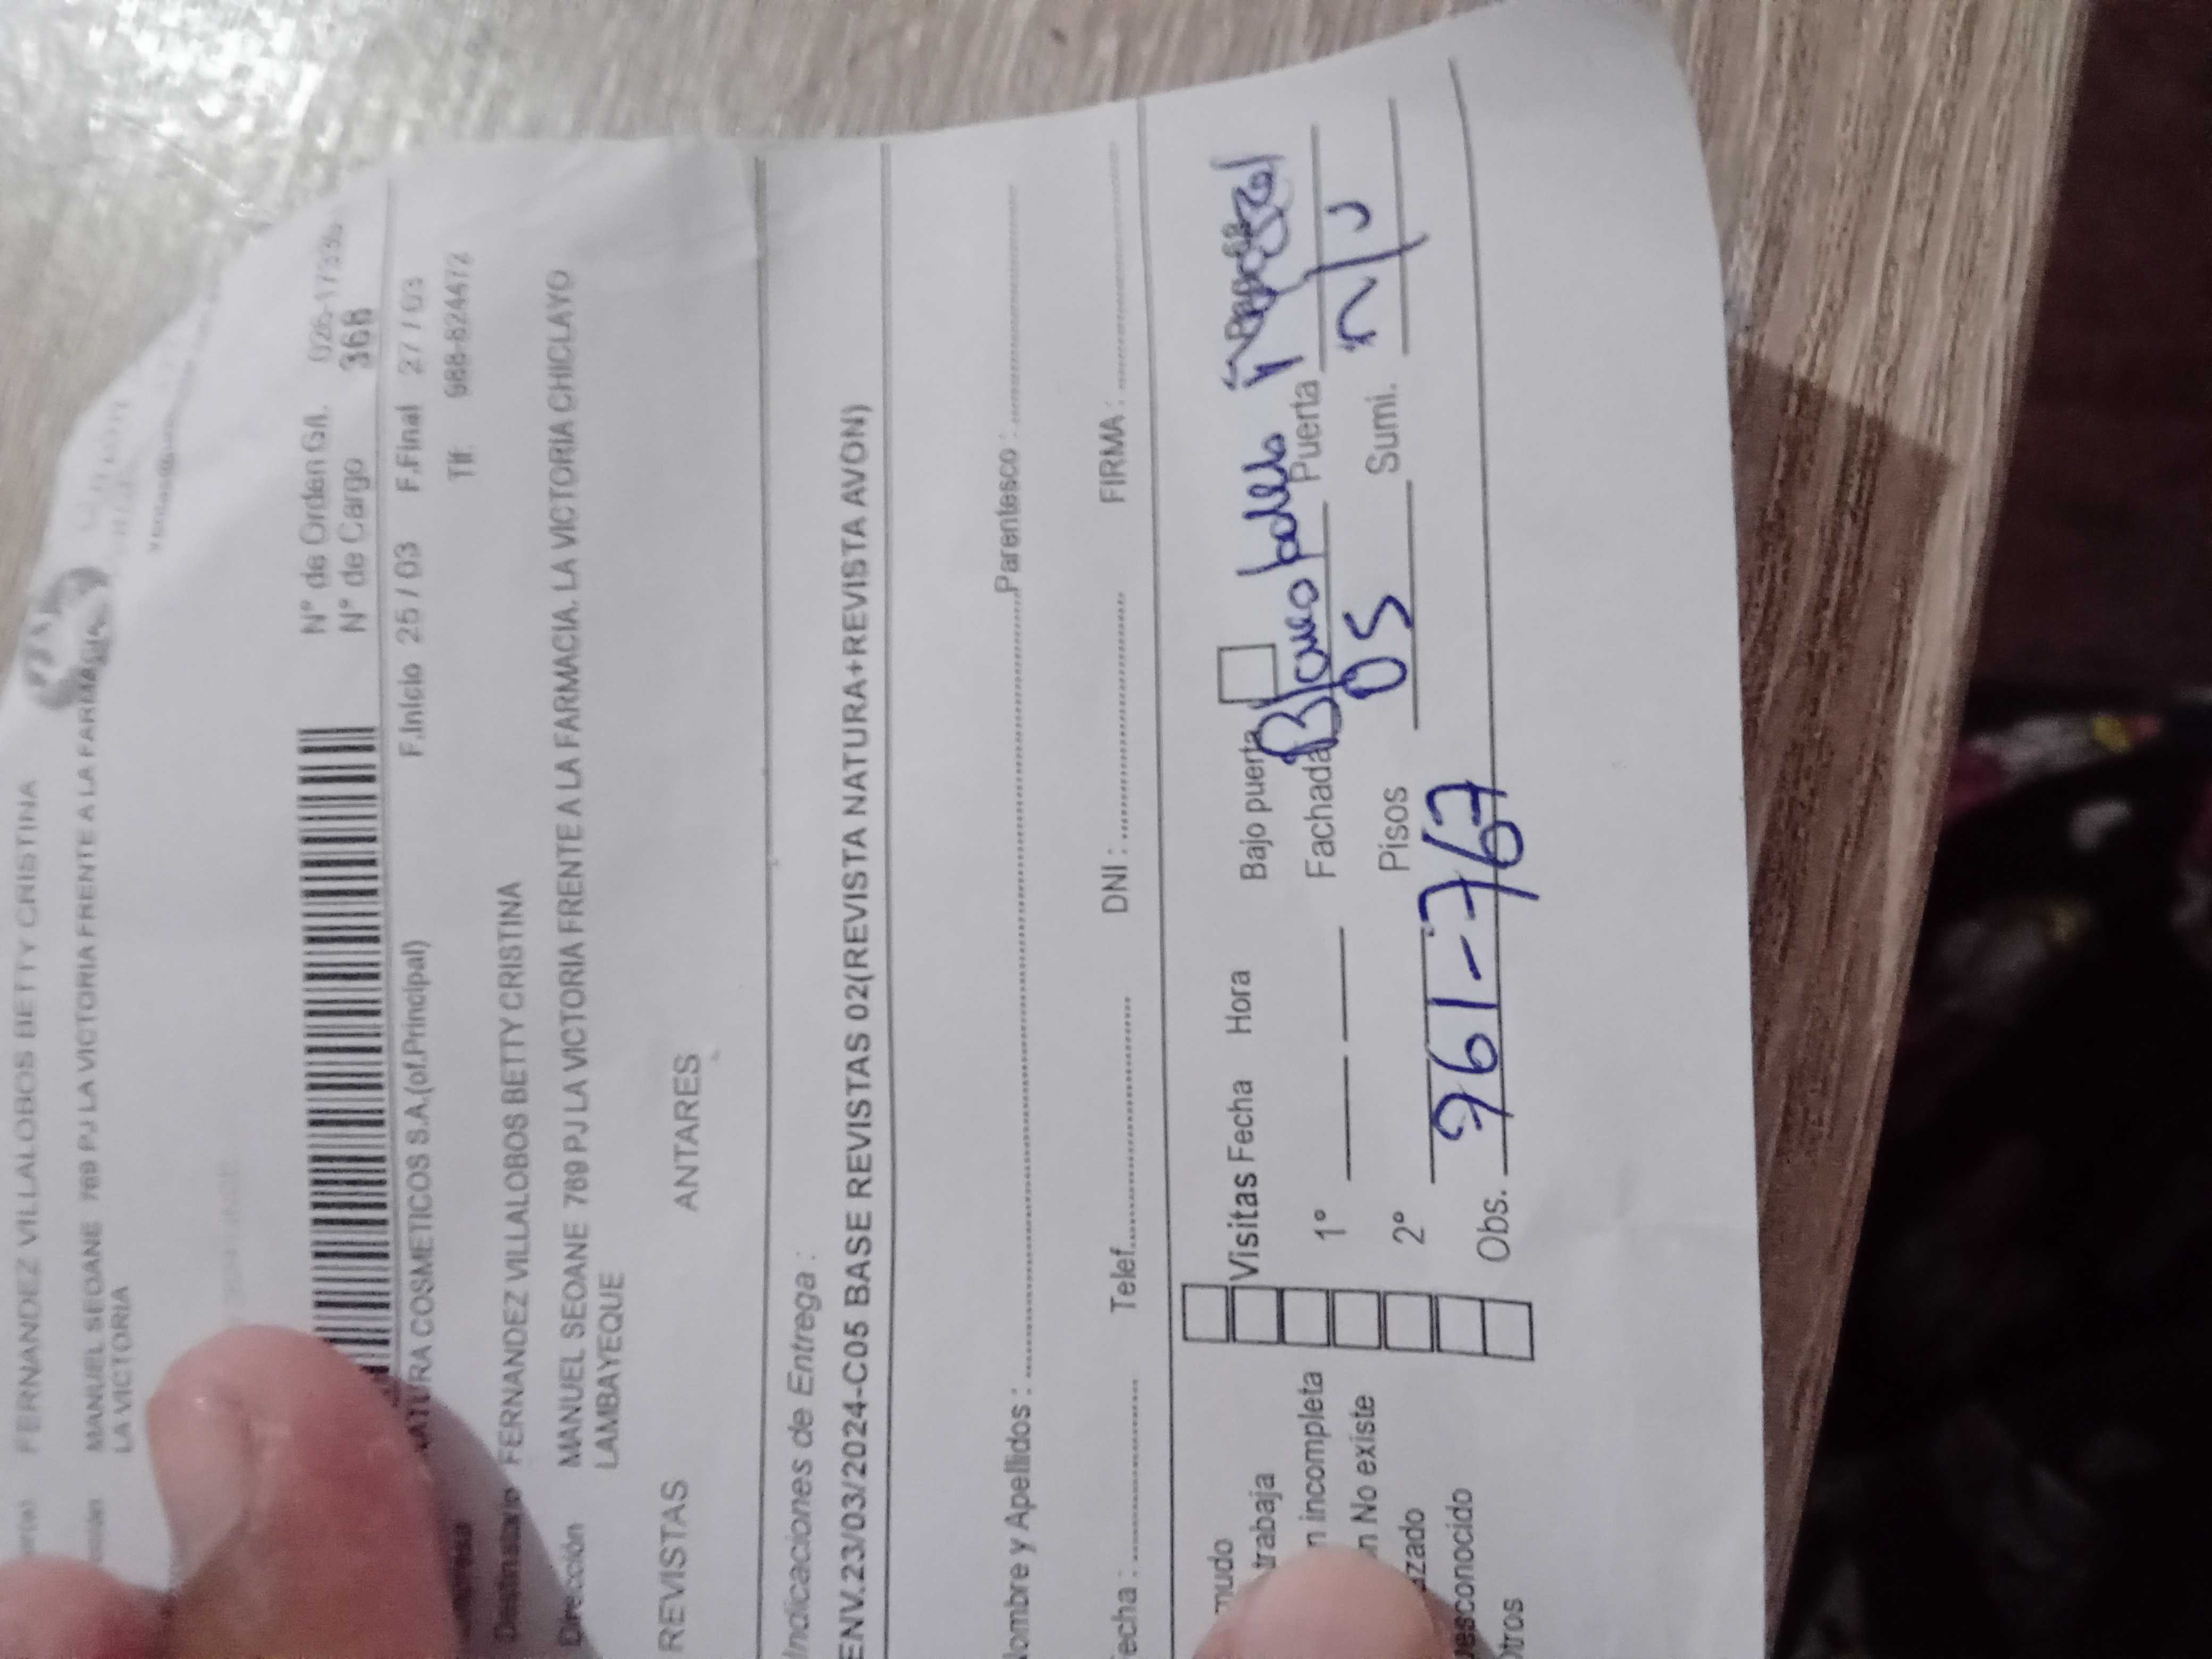 FERNANDEZ VILLALOBOS BETTY CRISTINA
MANUEL SEOANE 769 PJ LA VICTORIA FRENTE A LA FARMACIA
LA VICTORIA
N° de Orden G/I.
N° de Cargo 366
NATURA COSMETICOS S.A.(of.Principal) F.Inicio 25 / 03 F.Final 27 / 03
Tlf: 988-824472
Destinatario FERNANDEZ VILLALOBOS BETTY CRISTINA
Dirección MANUEL SEOANE 769 PJ LA VICTORIA FRENTE A LA FARMACIA, LA VICTORIA CHICLAYO
LAMBAYEQUE
REVISTAS ANTARES
Indicaciones de Entrega :
ENV.23/03/2024-C05 BASE REVISTAS 02(REVISTA NATURA+REVISTA AVON)
Nombre y Apellidos : Parentesco :
Fecha : Telef. DNI : FIRMA :
mudo
trabaja Visitas Fecha Hora Bajo puerta
n incompleta 1° Fachada Blanco Puerta
n No existe 05 n/u
zado 2° Pisos Sumi.
desconocido Obs. 961-767
Otros